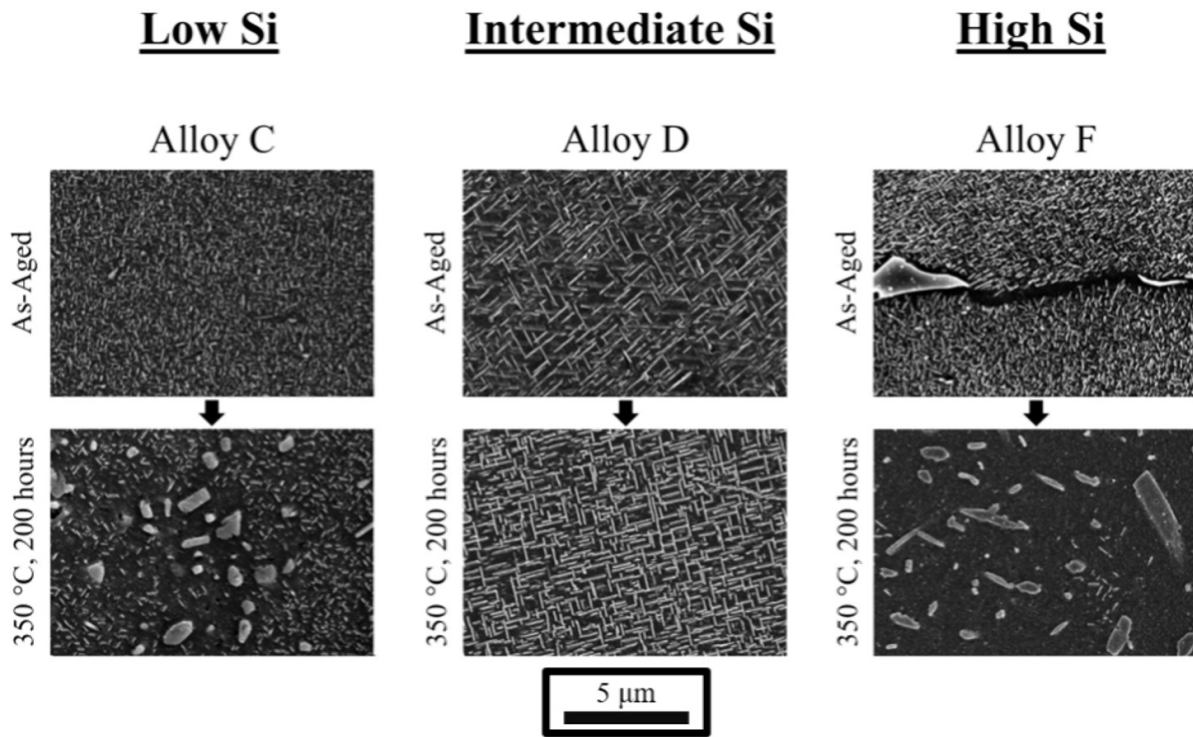 Low Si
Intermediate Si
High Si
Alloy C
Alloy D
Alloy F
As-Aged
As-Aged
As-Aged
350 °C, 200 hours
350 °C, 200 hours
350 °C, 200 hours
5 μm